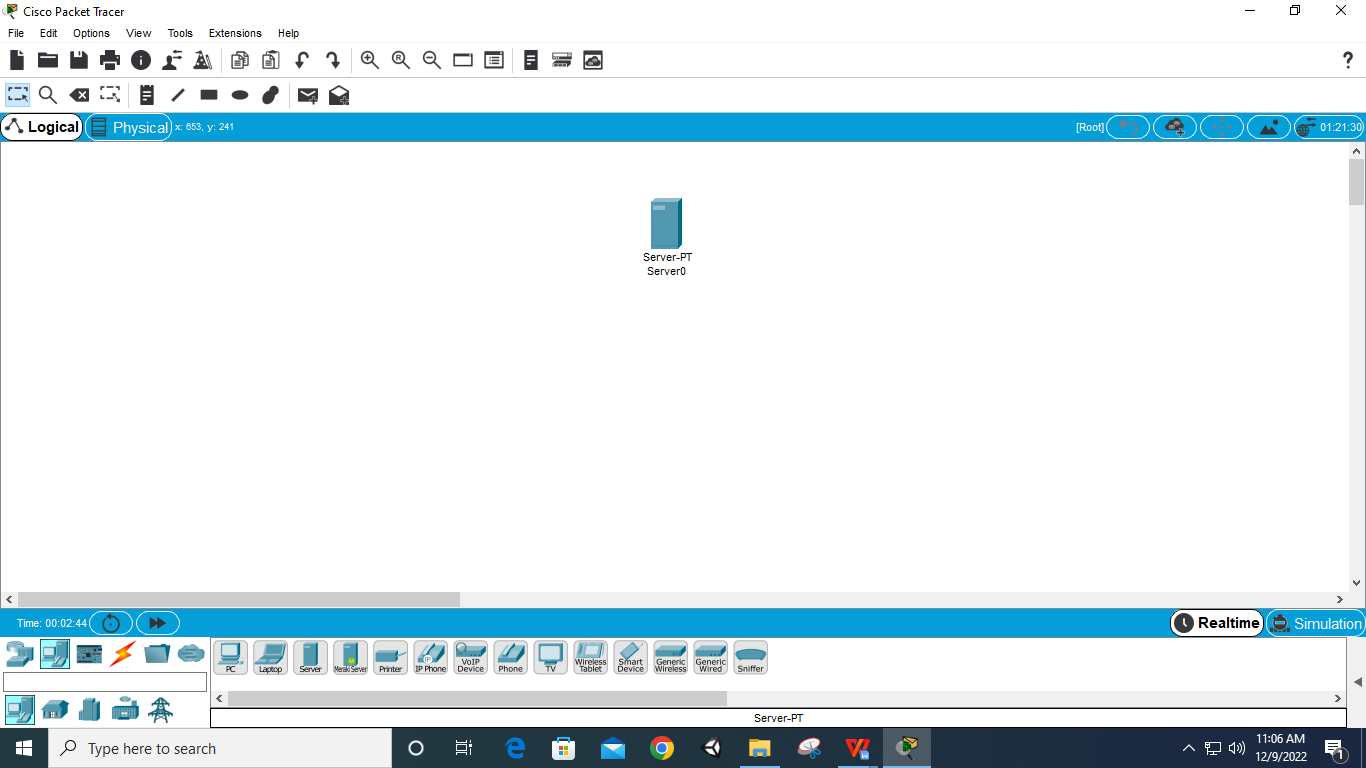 Cisco Packet Tracer
File Edit Options View Tools Extensions Help
R
?
Logical Physical x: 653, y: 241 [Root] 01:21:30
Server-PT
Server0
Time: 00:02:44 Realtime Simulation
PC Laptop Server Meraki Server Printer IP Phone VoIP Device Phone TV Wireless Tablet Smart Device Generic Wireless Generic Wired Sniffer
Server-PT
Type here to search
11:06 AM
12/9/2022
1